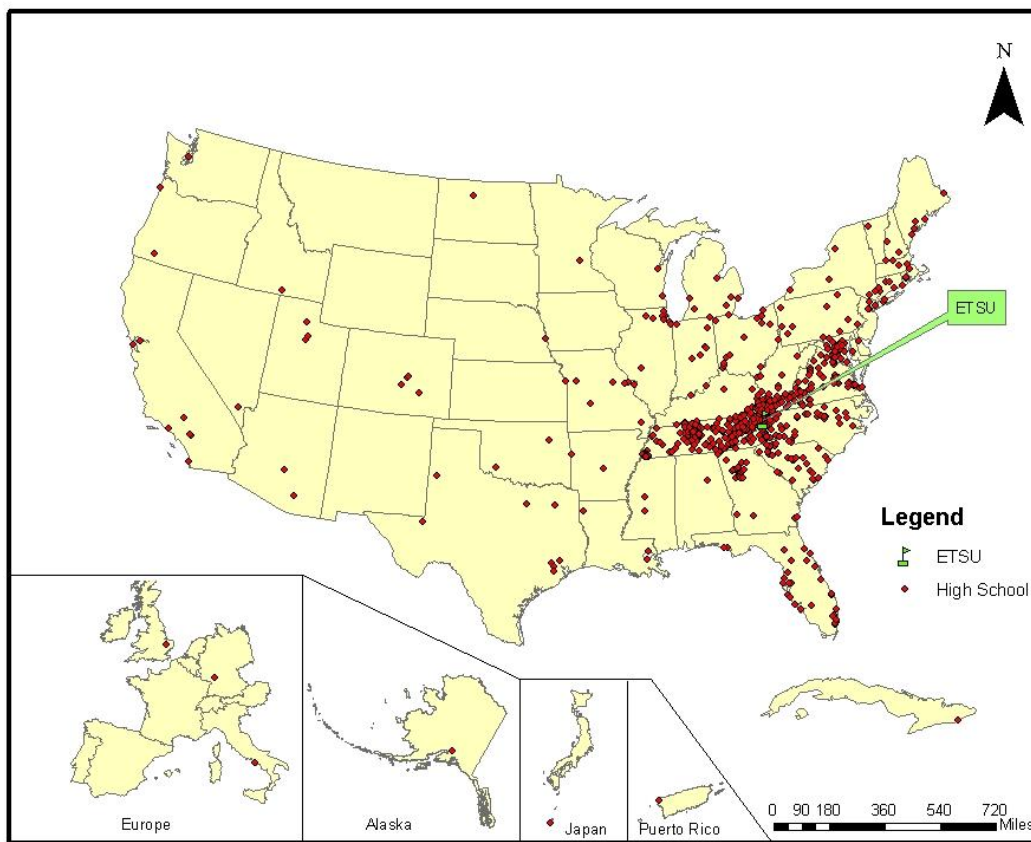 N
ETSU
Legend
ETSU
High School
Europe
Alaska
Japan
Puerto Rico
0 90 180 360 540 720
Miles